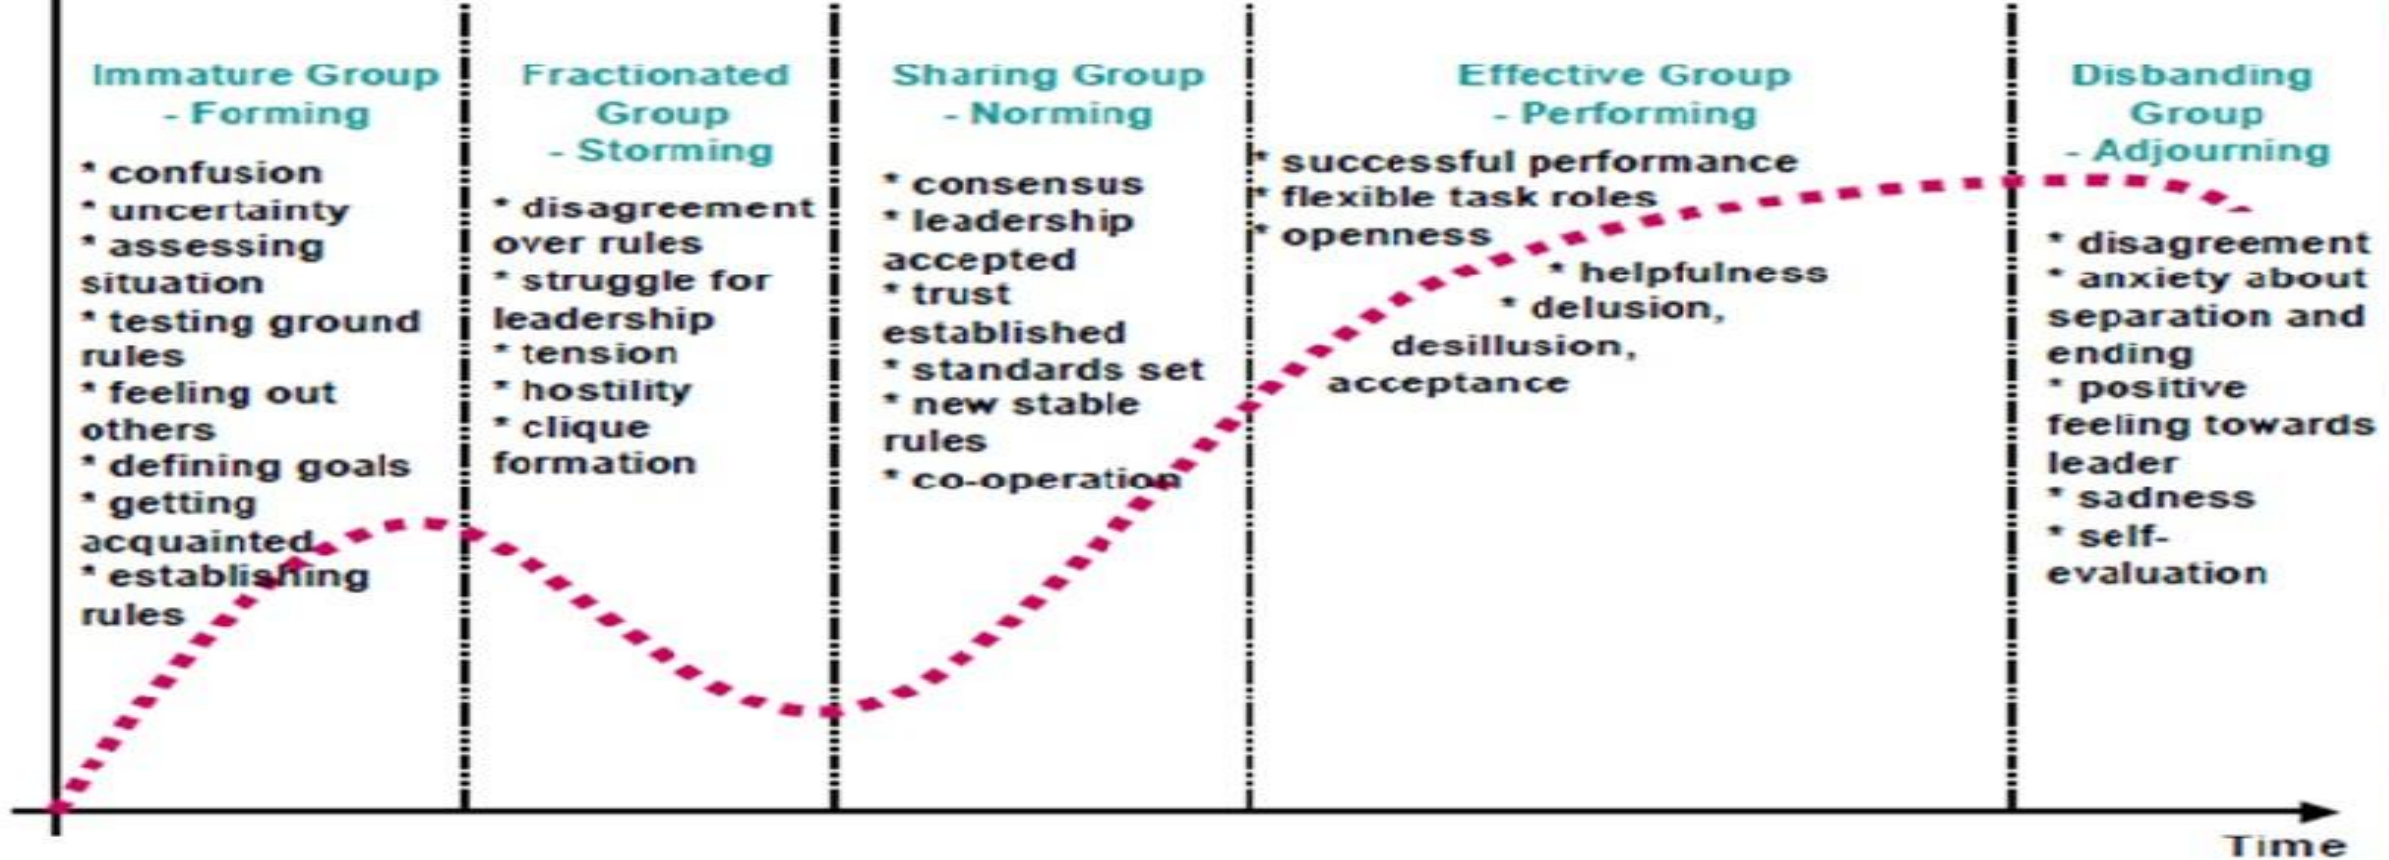 Immature Group
- Forming
* confusion
* uncertainty
* assessing
situation
* testing ground
rules
* feeling out
others
* defining goals
* getting
acquainted
* establishing
rules
Fractionated
Group
- Storming
* disagreement
over rules
* struggle for
leadership
* tension
* hostility
* clique
formation
Sharing Group
- Norming
* consensus
* leadership
accepted
* trust
established
* standards set
* new stable
rules
* co-operation
Effective Group
- Performing
* successful performance
* flexible task roles
* openness
* helpfulness
* delusion,
desillusion,
acceptance
Disbanding
Group
- Adjourning
* disagreement
* anxiety about
separation and
ending
* positive
feeling towards
leader
* sadness
* self-
evaluation
Time